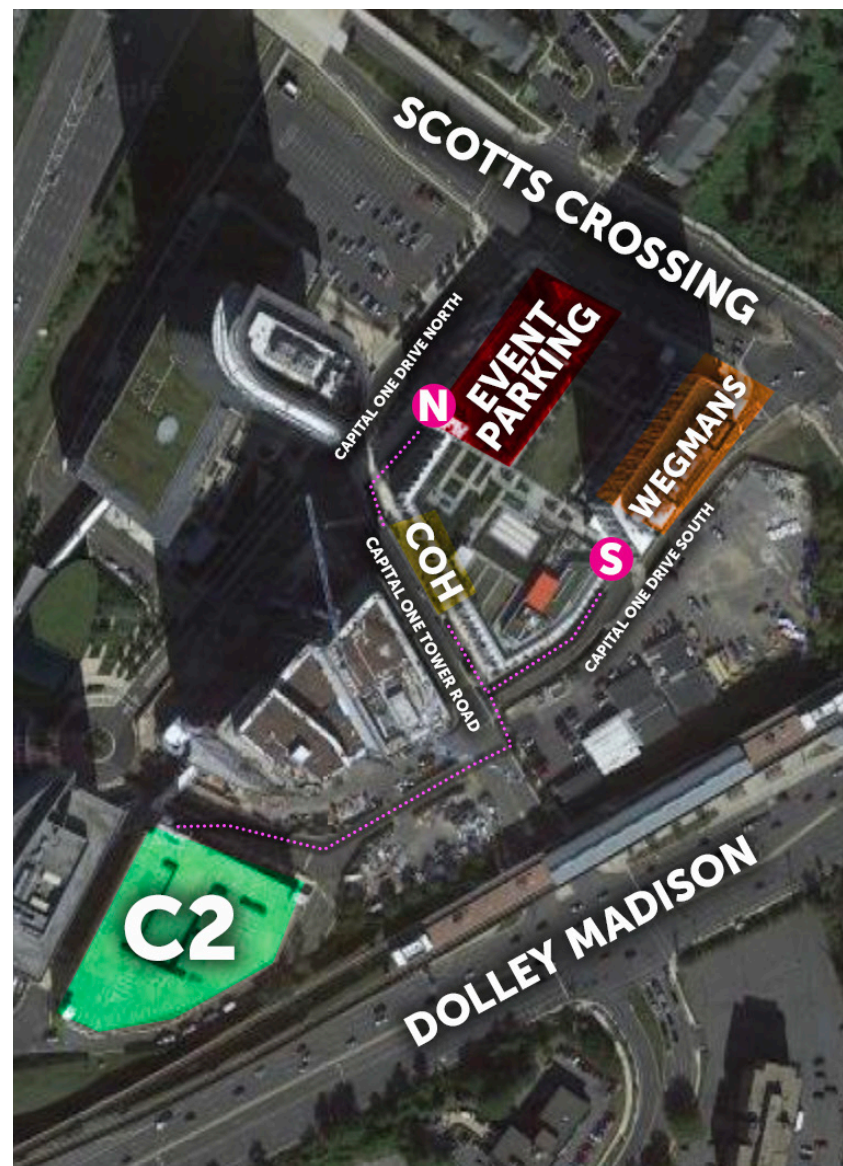 SCOTTS CROSSING
CAPITAL ONE DRIVE NORTH
EVENT
PARKING
N
WEGMANS
COH
S
CAPITAL ONE TOWER ROAD
CAPITAL ONE DRIVE SOUTH
C2
DOLLEY MADISON